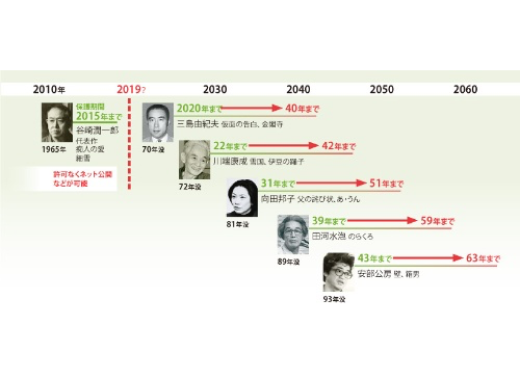 2010年 2019? 2030 2040 2050 2060
保護期間
2015年まで
谷崎潤一郎
代表作
痴人の愛
細雪
1965年
許可なくネット公開
などが可能
2020年まで 40年まで
三島由紀夫 仮面の告白、金閣寺
70年没
22年まで 42年まで
川端康成 雪国、伊豆の踊子
72年没
31年まで 51年まで
向田邦子 父の詫び状、あ・うん
81年没
39年まで 59年まで
田河水泡 のらくろ
89年没
43年まで 63年まで
安部公房 壁、箱男
93年没